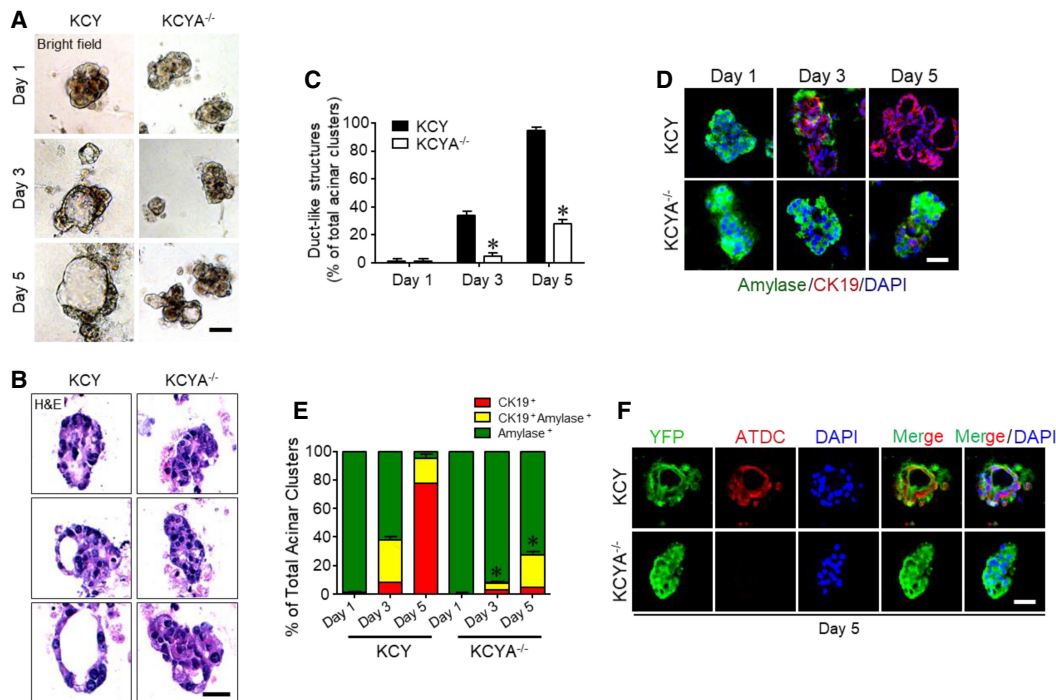 A
KCY KCYA-/-
Bright field
Day 1
Day 3
Day 5
B
KCY KCYA-/-
H&E
C
Duct-like structures
(% of total acinar clusters)
100
80
60
40
20
0
KCY
KCYA-/-
*
*
Day 1 Day 3 Day 5
D
Day 1 Day 3 Day 5
KCY
KCYA-/-
Amylase/CK19/DAPI
E
CK19+
CK19+Amylase+
Amylase+
% of Total Acinar Clusters
100
80
60
40
20
0
*
*
Day 1 Day 3 Day 5 Day 1 Day 3 Day 5
KCY KCYA-/-
F
YFP ATDC DAPI Merge Merge/DAPI
KCY
KCYA-/-
Day 5